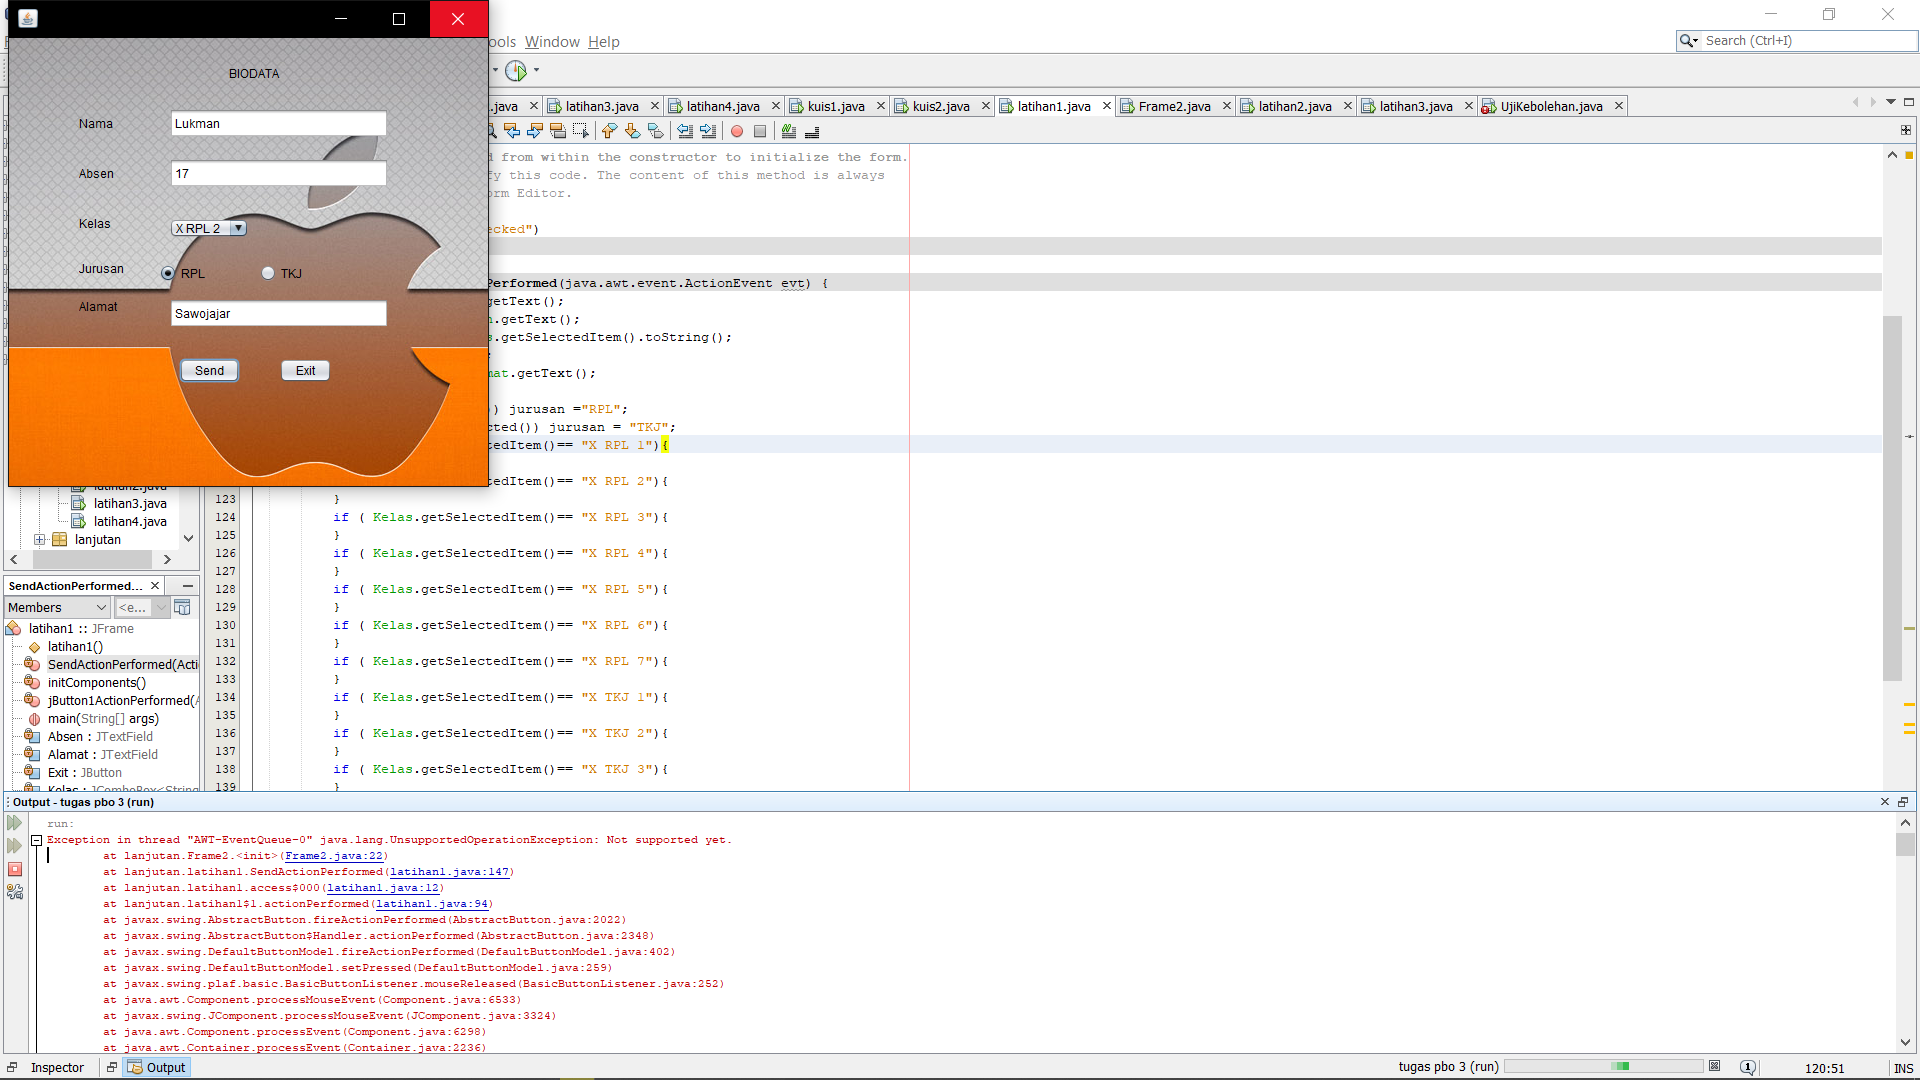 BIODATA
Nama
Lukman
Absen
17
Kelas
X RPL 2
Jurusan
RPL
TKJ
Alamat
Sawojajar
Send
Exit
ools Window Help
Search (Ctrl+I)
.java
latihan3.java
latihan4.java
kuis1.java
kuis2.java
latihan1.java
Frame2.java
latihan2.java
latihan3.java
UjiKebolehan.java
d from within the constructor to initialize the form.
fy this code. The content of this method is always
rm Editor.
ecked")
Performed(java.awt.event.ActionEvent evt) {
getText();
n.getText();
s.getSelectedItem().toString();
;
mat.getText();
) jurusan ="RPL";
cted()) jurusan = "TKJ";
ctedItem()== "X RPL 1"){
ctedItem()== "X RPL 2"){
123 }
124 if ( Kelas.getSelectedItem()== "X RPL 3"){
125 }
126 if ( Kelas.getSelectedItem()== "X RPL 4"){
127 }
128 if ( Kelas.getSelectedItem()== "X RPL 5"){
129 }
130 if ( Kelas.getSelectedItem()== "X RPL 6"){
131 }
132 if ( Kelas.getSelectedItem()== "X RPL 7"){
133 }
134 if ( Kelas.getSelectedItem()== "X TKJ 1"){
135 }
136 if ( Kelas.getSelectedItem()== "X TKJ 2"){
137 }
138 if ( Kelas.getSelectedItem()== "X TKJ 3"){
139 }
latihan2.java
latihan3.java
latihan4.java
lanjutan
SendActionPerformed...
Members
<e...
latihan1 :: JFrame
latihan1()
SendActionPerformed(Acti
initComponents()
jButton1ActionPerformed(A
main(String[] args)
Absen : JTextField
Alamat : JTextField
Exit : JButton
Kelas : JComboBox<String
Output - tugas pbo 3 (run)
run:
Exception in thread "AWT-EventQueue-0" java.lang.UnsupportedOperationException: Not supported yet.
at lanjutan.Frame2.<init>(Frame2.java:22)
at lanjutan.latihan1.SendActionPerformed(latihan1.java:147)
at lanjutan.latihan1.access$000(latihan1.java:12)
at lanjutan.latihan1$1.actionPerformed(latihan1.java:94)
at javax.swing.AbstractButton.fireActionPerformed(AbstractButton.java:2022)
at javax.swing.AbstractButton$Handler.actionPerformed(AbstractButton.java:2348)
at javax.swing.DefaultButtonModel.fireActionPerformed(DefaultButtonModel.java:402)
at javax.swing.DefaultButtonModel.setPressed(DefaultButtonModel.java:259)
at javax.swing.plaf.basic.BasicButtonListener.mouseReleased(BasicButtonListener.java:252)
at java.awt.Component.processMouseEvent(Component.java:6533)
at javax.swing.JComponent.processMouseEvent(JComponent.java:3324)
at java.awt.Component.processEvent(Component.java:6298)
at java.awt.Container.processEvent(Container.java:2236)
Inspector
Output
tugas pbo 3 (run)
120:51
INS